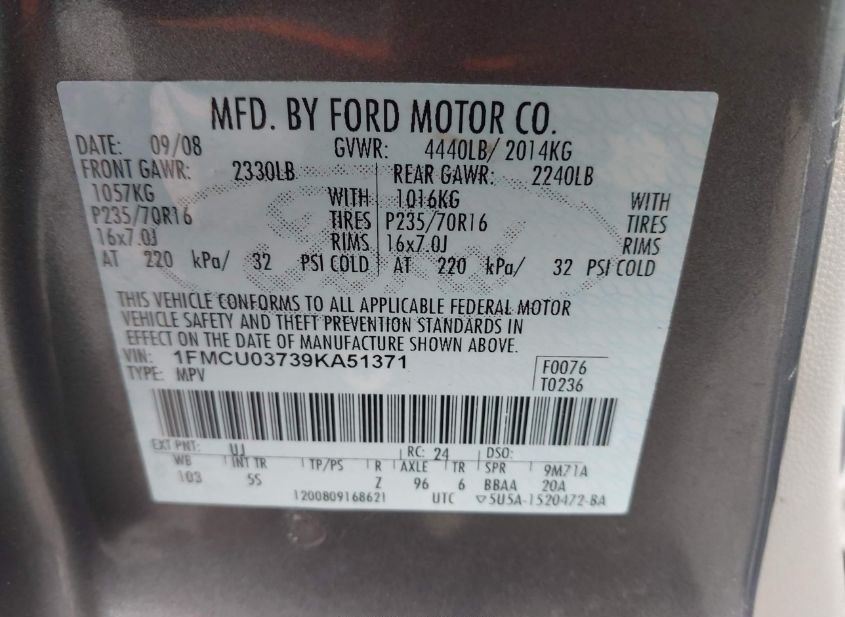 MFD. BY FORD MOTOR CO.
DATE: 09/08 GVWR: 4440LB/ 2014KG
FRONT GAWR: 2330LB REAR GAWR: 2240LB
1057KG WITH 1016KG WITH
P235/70R16 TIRES P235/70R16 TIRES
16x7.0J RIMS 16x7.0J RIMS
AT 220 kPa/ 32 PSI COLD AT 220 kPa/ 32 PSI COLD
THIS VEHICLE CONFORMS TO ALL APPLICABLE FEDERAL MOTOR
VEHICLE SAFETY AND THEFT PREVENTION STANDARDS IN
EFFECT ON THE DATE OF MANUFACTURE SHOWN ABOVE.
VIN: 1FMCU03739KA51371 F0076
TYPE: MPV T0236
EXT PNT: UJ RC: 24 DSO:
WB INT TR TP/PS R AXLE TR SPR 9M71A
103 5S Z 96 6 BBAA 20A
1200809168621 UTC ▽5U5A-1520472-BA